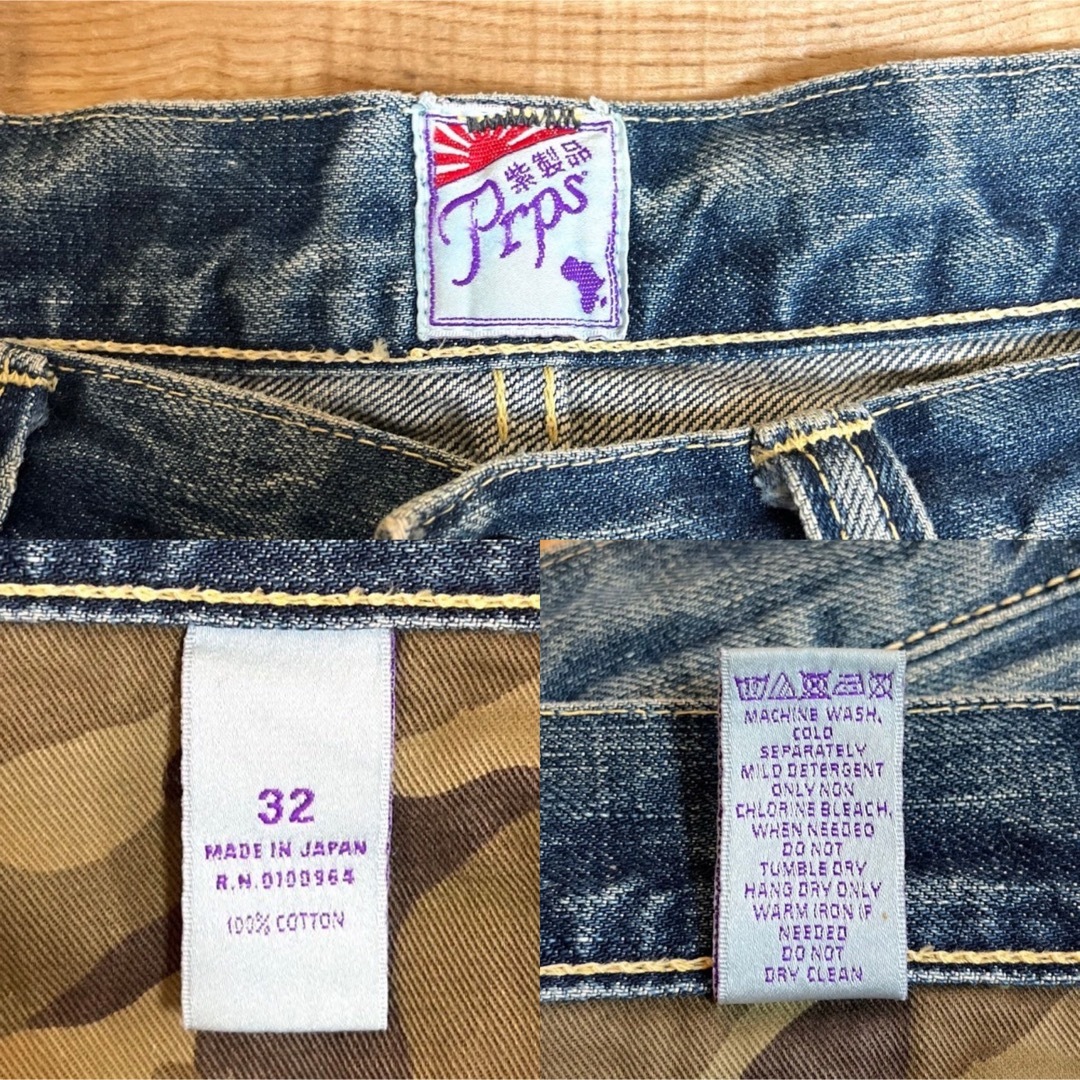 紫製品
Prps
32
MADE IN JAPAN
R.N.0100964
100% COTTON
MACHINE WASH,
COLD
SEPARATELY
MILD DETERGENT
ONLY NON
CHLORINE BLEACH,
WHEN NEEDED
DO NOT
TUMBLE DRY
HANG DRY ONLY
WARM IRON IF
NEEDED
DO NOT
DRY CLEAN